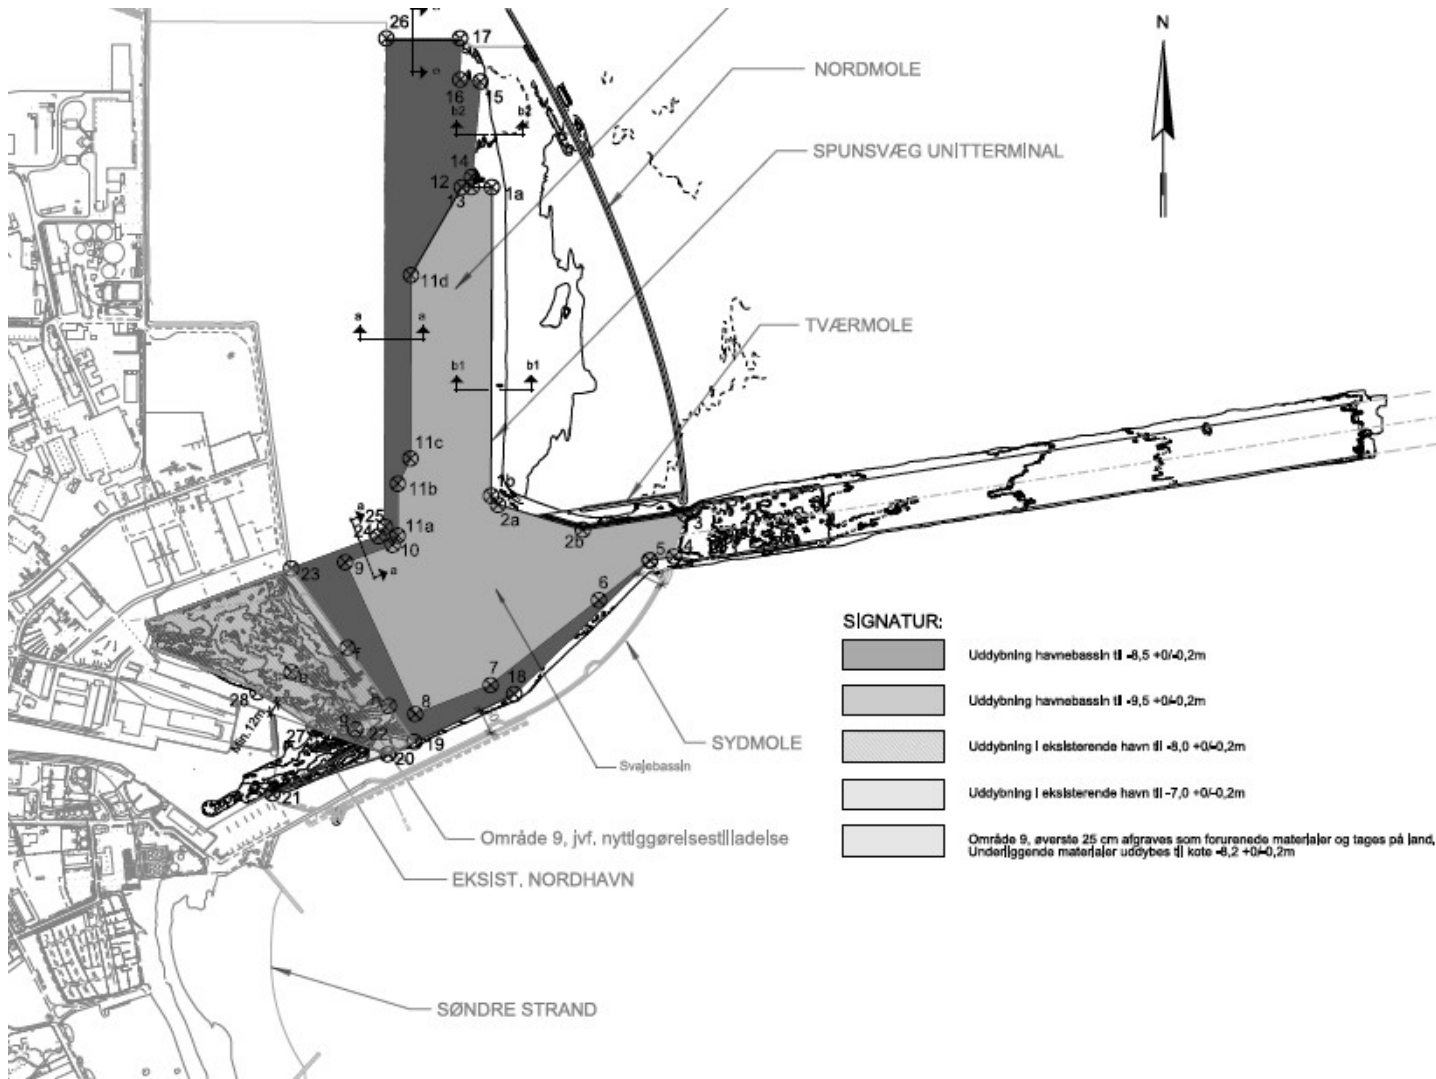 26
17
N
NORDMOLE
16
15
b2
b2
SPUNSVÆG UNITTERMINAL
14
12
13
1a
11d
a
a
TVÆRMOLE
b1
b1
11c
11b
1b
2a
25
24
11a
10
a
a
2b
3
4
5
9
23
6
7
18
8
28
Min. 12m
27
9
22
19
20
21
SYDMOLE
Svajebassin
Område 9, jvf. nyttiggørelsestilladelse
EKSIST. NORDHAVN
SØNDRE STRAND
SIGNATUR:
Uddybning havnebassin til -8,5 +0/-0,2m
Uddybning havnebassin til -9,5 +0/-0,2m
Uddybning i eksisterende havn til -8,0 +0/-0,2m
Uddybning i eksisterende havn til -7,0 +0/-0,2m
Område 9, øverste 25 cm afgraves som forurenede materialer og tages på land,
Underliggende materialer uddybes til kote -8,2 +0/-0,2m